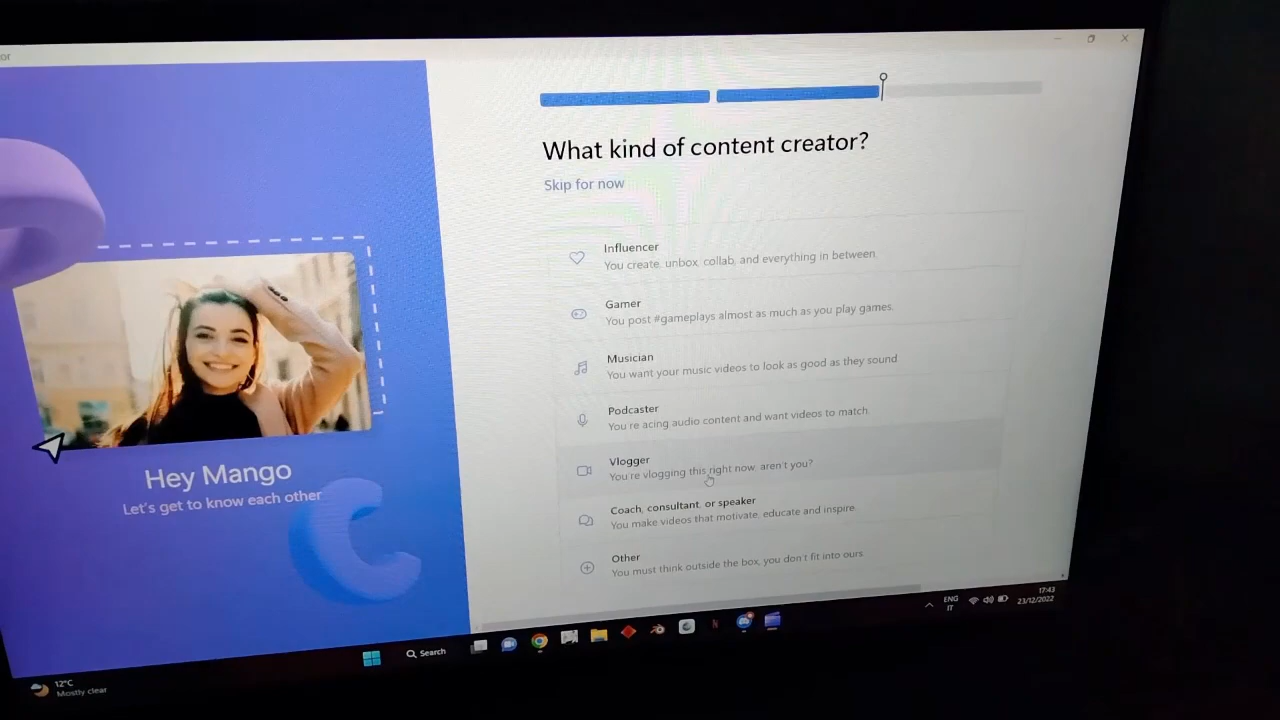 or
What kind of content creator?
Skip for now
Influencer
You create, unbox, collab, and everything in between.
Gamer
You post #gameplays almost as much as you play games.
Musician
You want your music videos to look as good as they sound
Podcaster
You're acing audio content and want videos to match.
Vlogger
You're vlogging this right now, aren't you?
Coach, consultant, or speaker
You make videos that motivate, educate and inspire.
Other
You must think outside the box, you don't fit into ours.
Hey Mango
Let's get to know each other
12°C
Mostly clear
Search
ENG
IT
17:43
23/12/2022